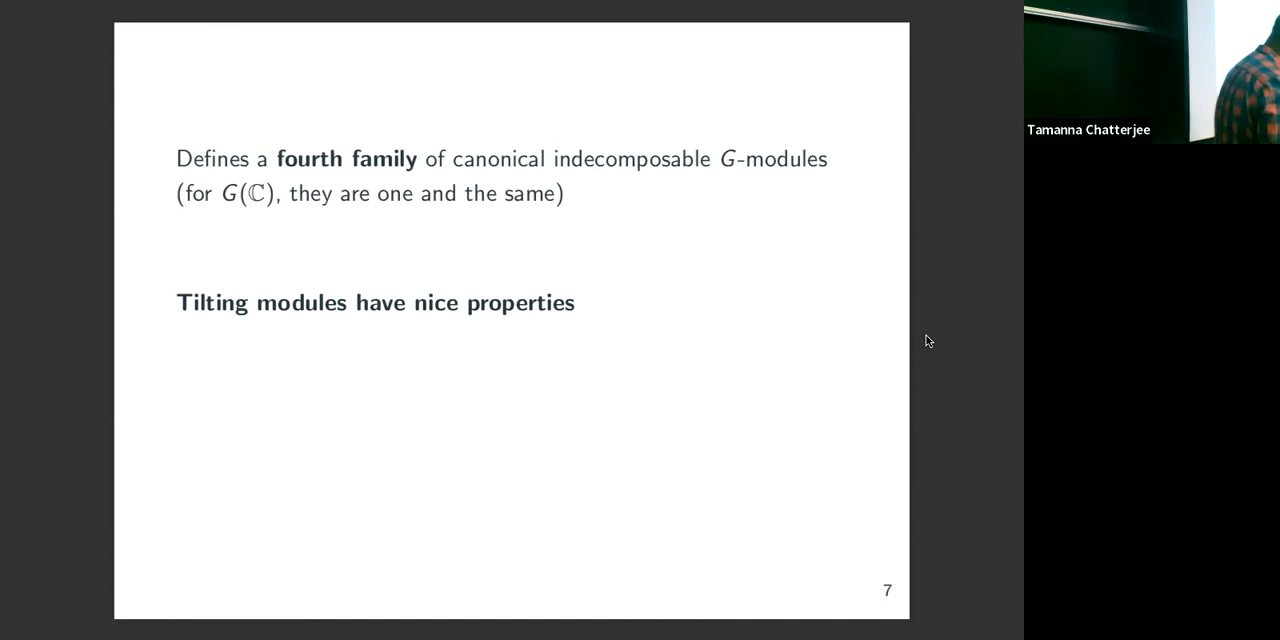 Defines a fourth family of canonical indecomposable G-modules
(for G(ℂ), they are one and the same)
Tilting modules have nice properties
7
Tamanna Chatterjee